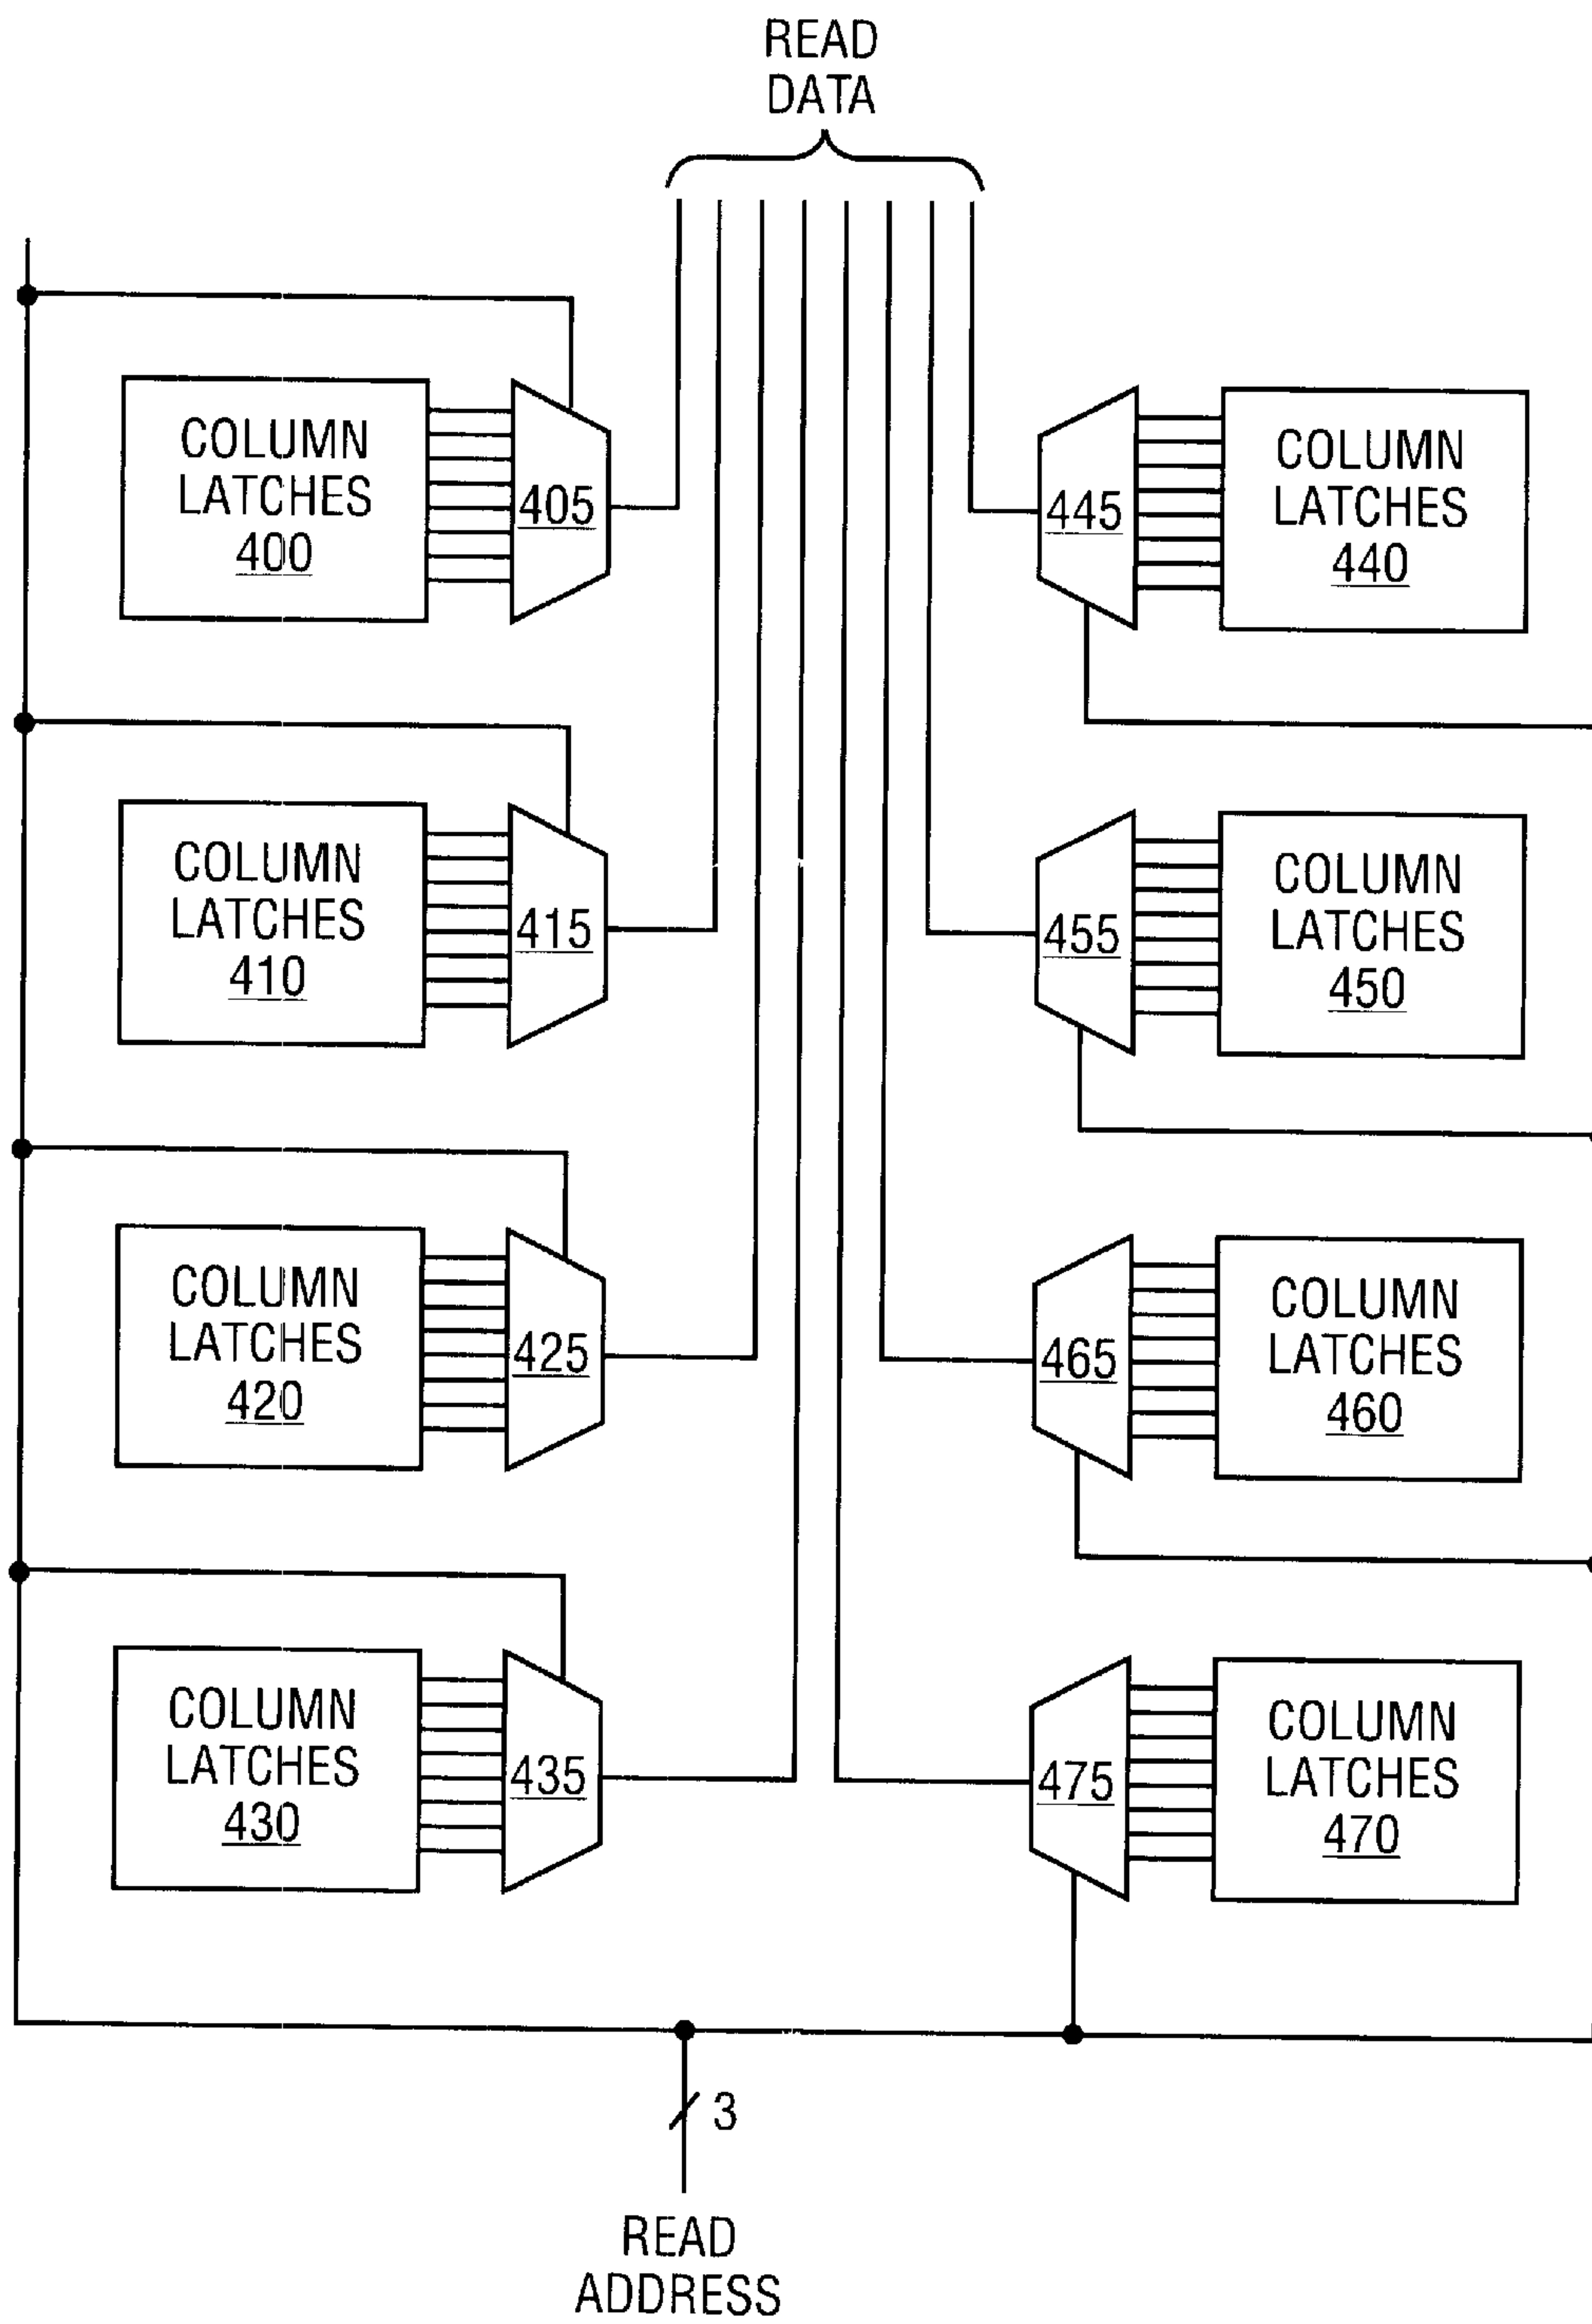 READ
DATA
COLUMN
LATCHES
400
405
445
COLUMN
LATCHES
440
COLUMN
LATCHES
410
415
455
COLUMN
LATCHES
450
COLUMN
LATCHES
420
425
465
COLUMN
LATCHES
460
COLUMN
LATCHES
430
435
475
COLUMN
LATCHES
470
3
READ
ADDRESS